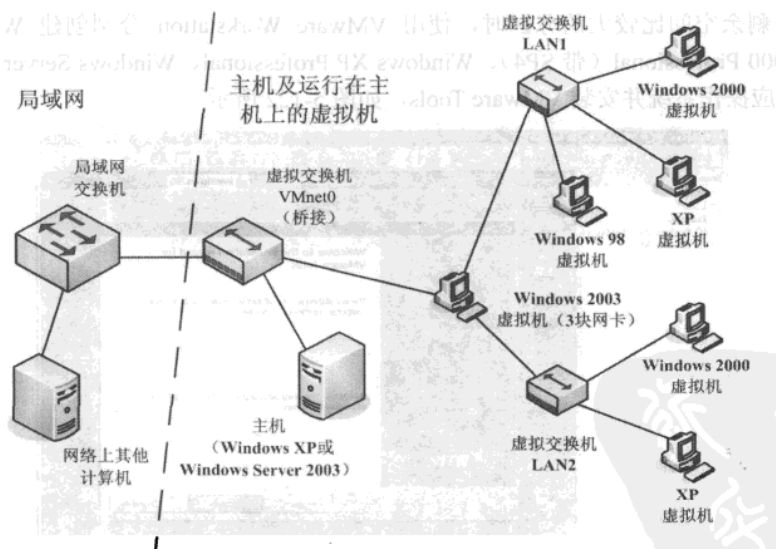 局域网
主机及运行在主
机上的虚拟机
局域网
交换机
虚拟交换机
VMnet0
（桥接）
虚拟交换机
LAN1
Windows 2000
虚拟机
Windows 98
虚拟机
XP
虚拟机
Windows 2003
虚拟机（3块网卡）
Windows 2000
虚拟机
网络上其他
计算机
主机
（Windows XP或
Windows Server 2003）
虚拟交换机
LAN2
XP
虚拟机